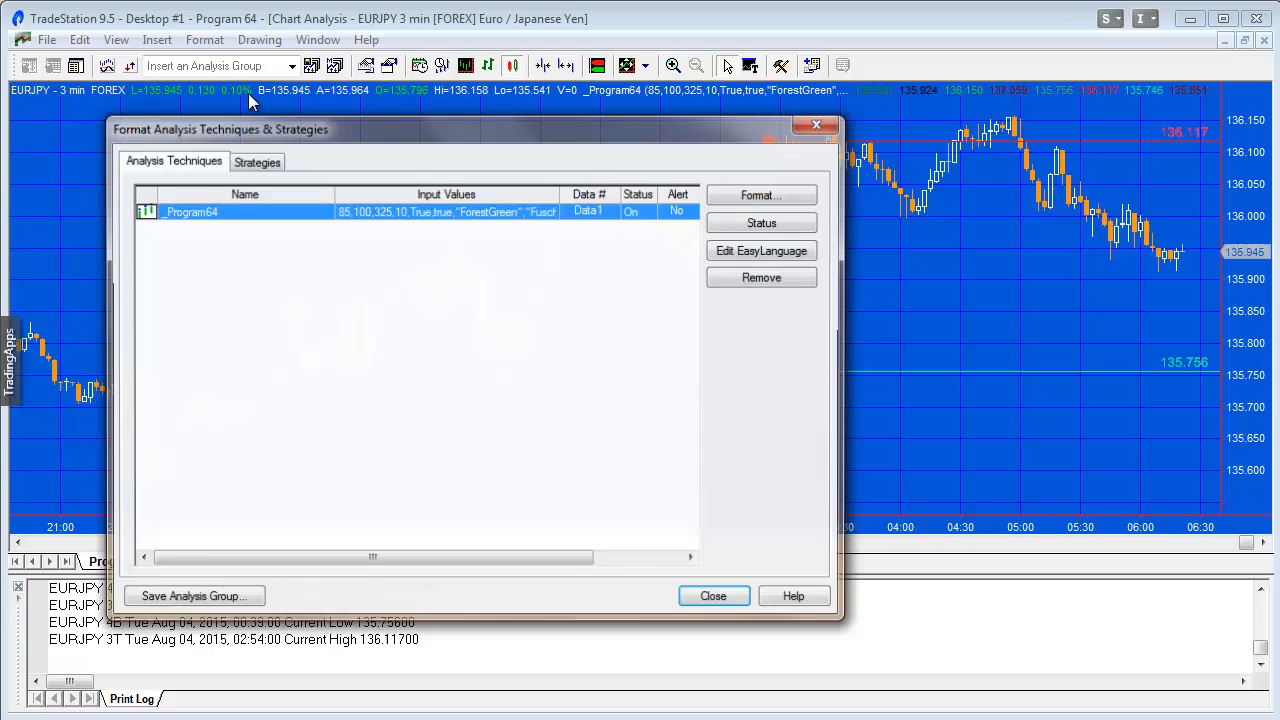 TradeStation 9.5 - Desktop #1 - Program 64 - [Chart Analysis - EURJPY 3 min [FOREX] Euro / Japanese Yen]
S I
File Edit View Insert Format Drawing Window Help
Insert an Analysis Group
EURJPY - 3 min FOREX L=135.945 0.130 0.10% B=135.945 A=135.964 O=135.796 Hi=136.158 Lo=135.541 V=0 _Program64 (85,100,325,10,True,true,"ForestGreen",... 135.924 136.117 137.059 135.756 136.117 135.746 135.851
Format Analysis Techniques & Strategies
Analysis Techniques Strategies
Name Input Values Data # Status Alert
_Program64 85,100,325,10,True,true,"ForestGreen","Fusch Data1 On No
Format...
Status
Edit EasyLanguage
Remove
Save Analysis Group... Close Help
136.117
135.756
136.150
136.100
136.050
136.000
135.945
135.900
135.850
135.800
135.750
135.700
135.650
135.600
TradingApps
21:00 04:00 04:30 05:00 05:30 06:00 06:30
EURJPY
EURJPY
EURJPY 4B Tue Aug 04, 2015, 00:39:00 Current Low 135.75600
EURJPY 3T Tue Aug 04, 2015, 02:54:00 Current High 136.11700
Print Log